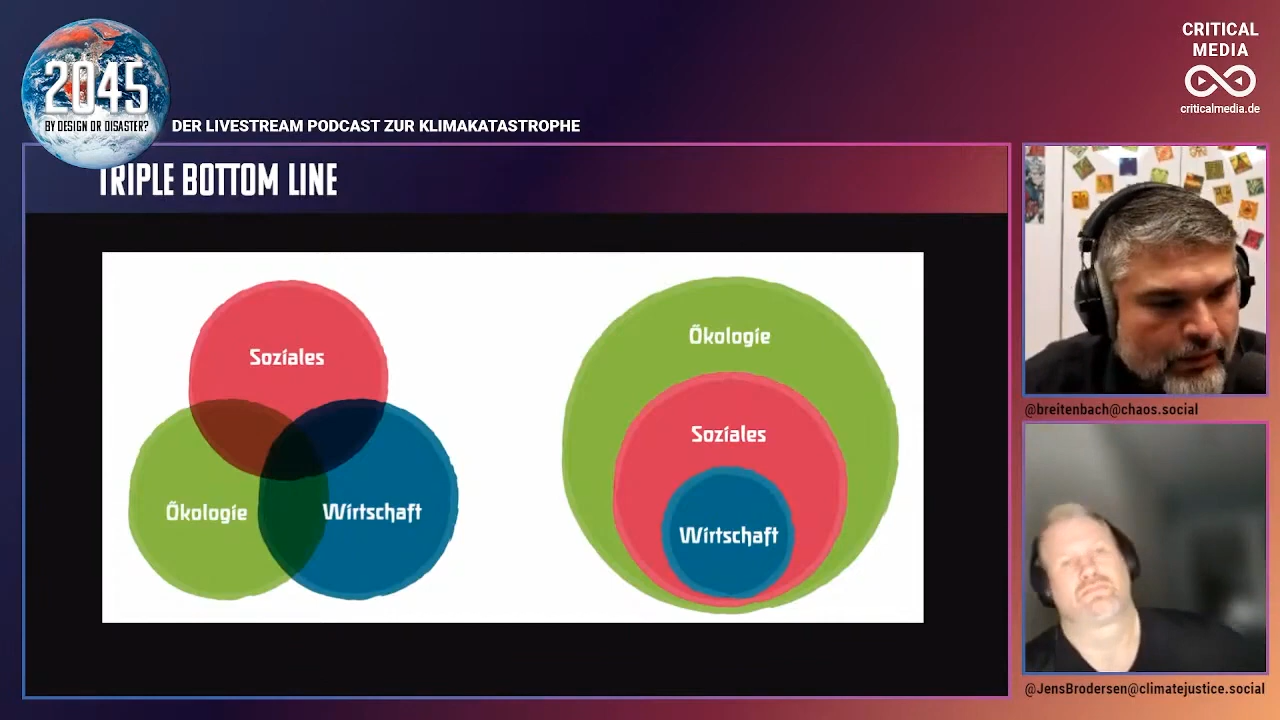 2045
BY DESIGN OR DISASTER?
DER LIVESTREAM PODCAST ZUR KLIMAKATASTROPHE
CRITICAL
MEDIA
criticalmedia.de
TRIPLE BOTTOM LINE
Soziales
Ökologie
Wirtschaft
Ökologie
Soziales
Wirtschaft
@breitenbach@chaos.social
@JensBrodersen@climatejustice.social